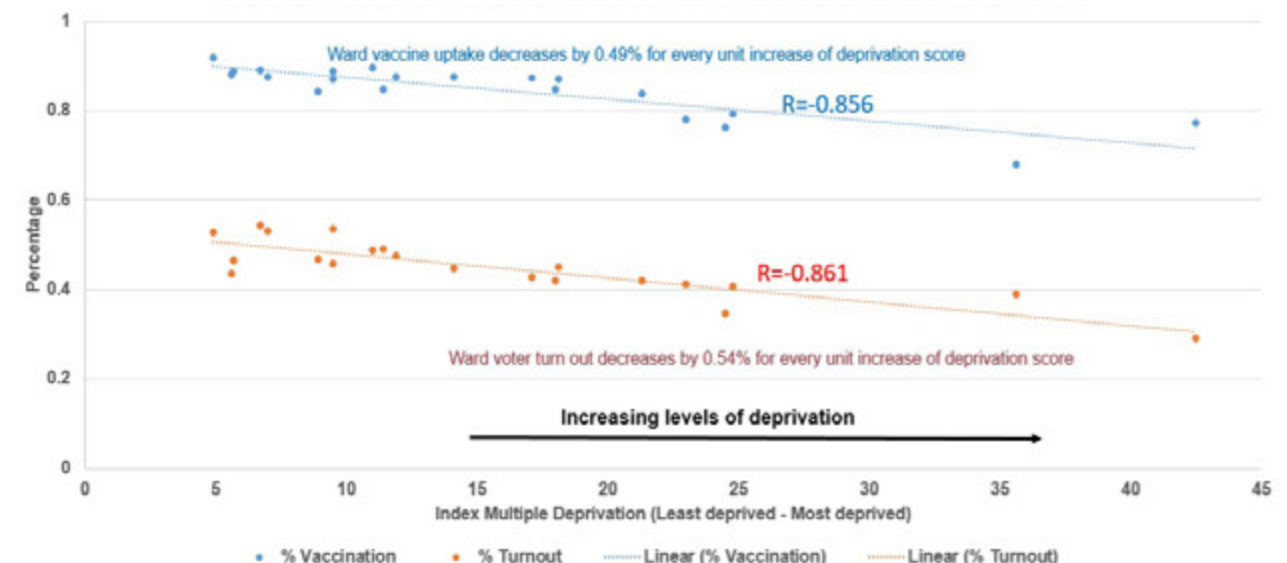 1
Ward vaccine uptake decreases by 0.49% for every unit increase of deprivation score
R=-0.856
0.8
0.6
Percentage
0.4
R=-0.861
Ward voter turn out decreases by 0.54% for every unit increase of deprivation score
0.2
Increasing levels of deprivation
0
0 5 10 15 20 25 30 35 40 45
Index Multiple Deprivation (Least deprived - Most deprived)
% Vaccination % Turnout Linear (% Vaccination) Linear (% Turnout)